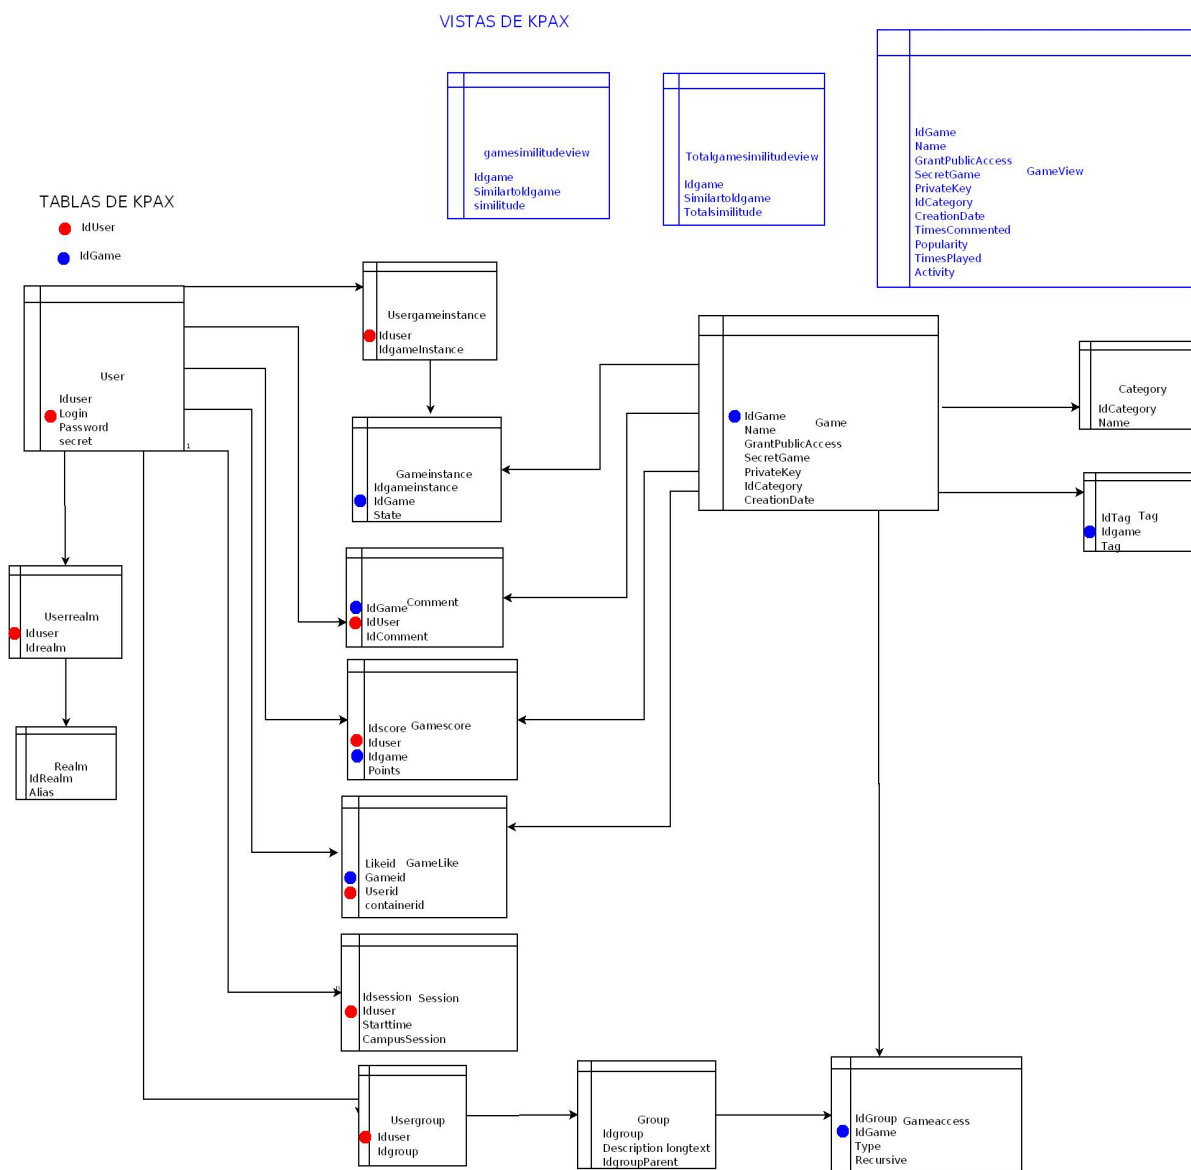 VISTAS DE KPAX
gamesimilitudeview
Idgame
SimilartoIdgame
similitude
Totalgamesimilitudeview
Idgame
SimilartoIdgame
Totalsimilitude
GameView
IdGame
Name
GrantPublicAccess
SecretGame
PrivateKey
IdCategory
CreationDate
TimesCommented
Popularity
TimesPlayed
Activity
TABLAS DE KPAX
IdUser
IdGame
User
Iduser
Login
Password
secret
1
Usergameinstance
Iduser
IdgameInstance
Gameinstance
Idgameinstance
IdGame
State
Game
IdGame
Name
GrantPublicAccess
SecretGame
PrivateKey
IdCategory
CreationDate
Category
IdCategory
Name
IdTag Tag
Idgame
Tag
Comment
IdGame
IdUser
IdComment
Userrealm
Iduser
Idrealm
Realm
IdRealm
Alias
Idscore Gamescore
Iduser
Idgame
Points
Likeid GameLike
Gameid
Userid
containerid
Idsession Session
Iduser
Starttime
CampusSession
Usergroup
Iduser
Idgroup
Group
Idgroup
Description longtext
IdgroupParent
IdGroup Gameaccess
IdGame
Type
Recursive